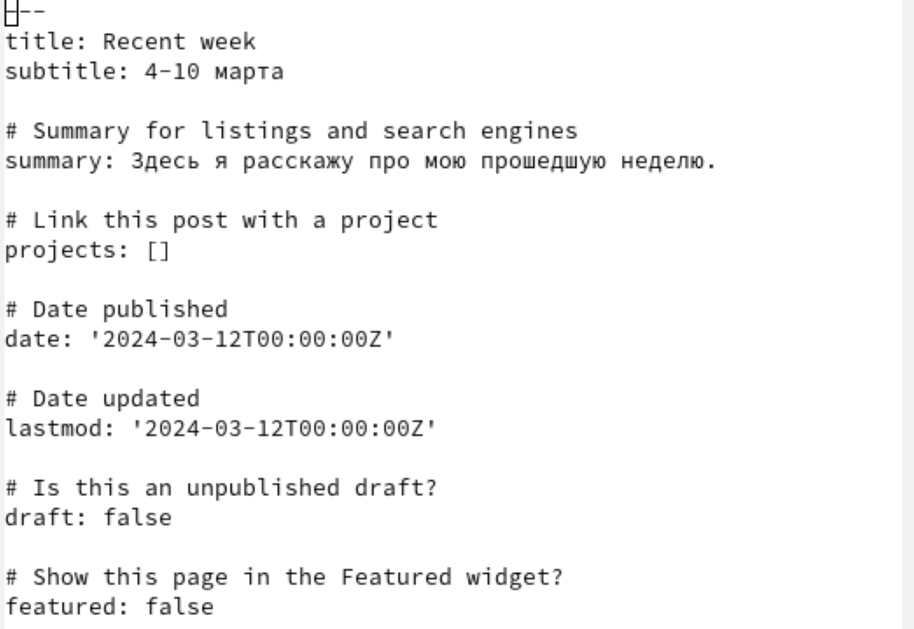 ---
title: Recent week
subtitle: 4-10 марта
# Summary for listings and search engines
summary: Здесь я расскажу про мою прошедшую неделю.
# Link this post with a project
projects: []
# Date published
date: '2024-03-12T00:00:00Z'
# Date updated
lastmod: '2024-03-12T00:00:00Z'
# Is this an unpublished draft?
draft: false
# Show this page in the Featured widget?
featured: false